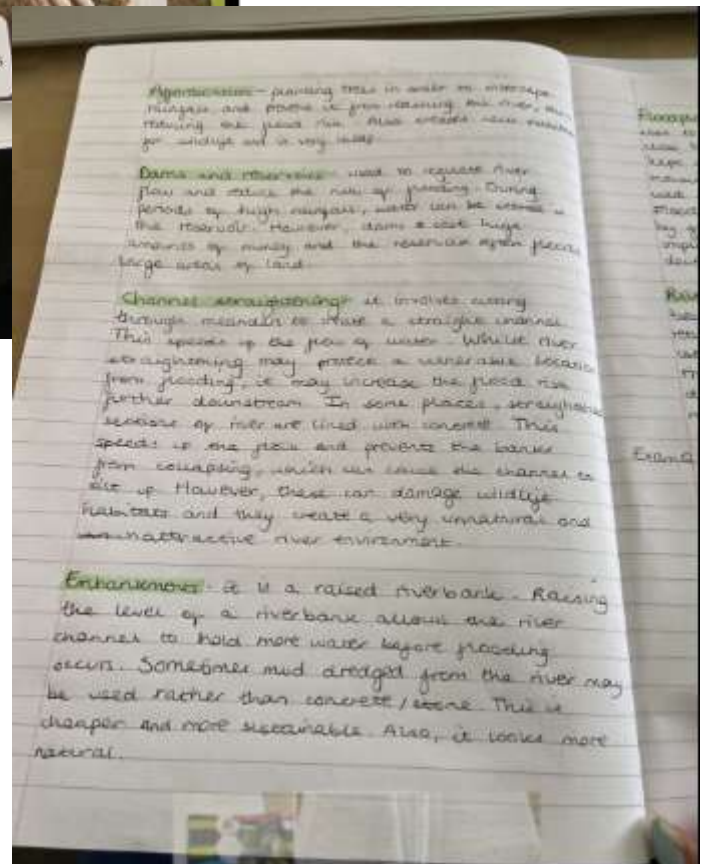 s
Afforestation - planting trees in order to intercept
rainfall and prevent it from reaching the river, thus
reducing the flood risk. Also creates new habitats
for wildlife and is very
Dams and reservoirs - used to regulate river
flow and reduce the risk of flooding. During
periods of high rainfall, water can be stored in
the reservoir. However, dams cost huge
amounts of money and the reservoir often floods
large areas of land.
Channel straightening - it involves cutting
through meanders to create a straight channel.
This speeds up the flow of water. Whilst river
straightening may protect a vulnerable location
from flooding, it may increase the flood risk
further downstream. In some places, straightened
sections of river are lined with concrete. This
speeds up the flow and prevents the banks
from collapsing, which can cause the channel to
silt up. However, these can damage wildlife
habitats and they create a very unnatural and
unattractive river environment.
Embankments - it is a raised riverbank. Raising
the level of a riverbank allows the river
channel to hold more water before flooding
occurs. Sometimes mud dredged from the river may
be used rather than concrete/stone. This is
cheaper and more sustainable. Also, it looks more
natural.